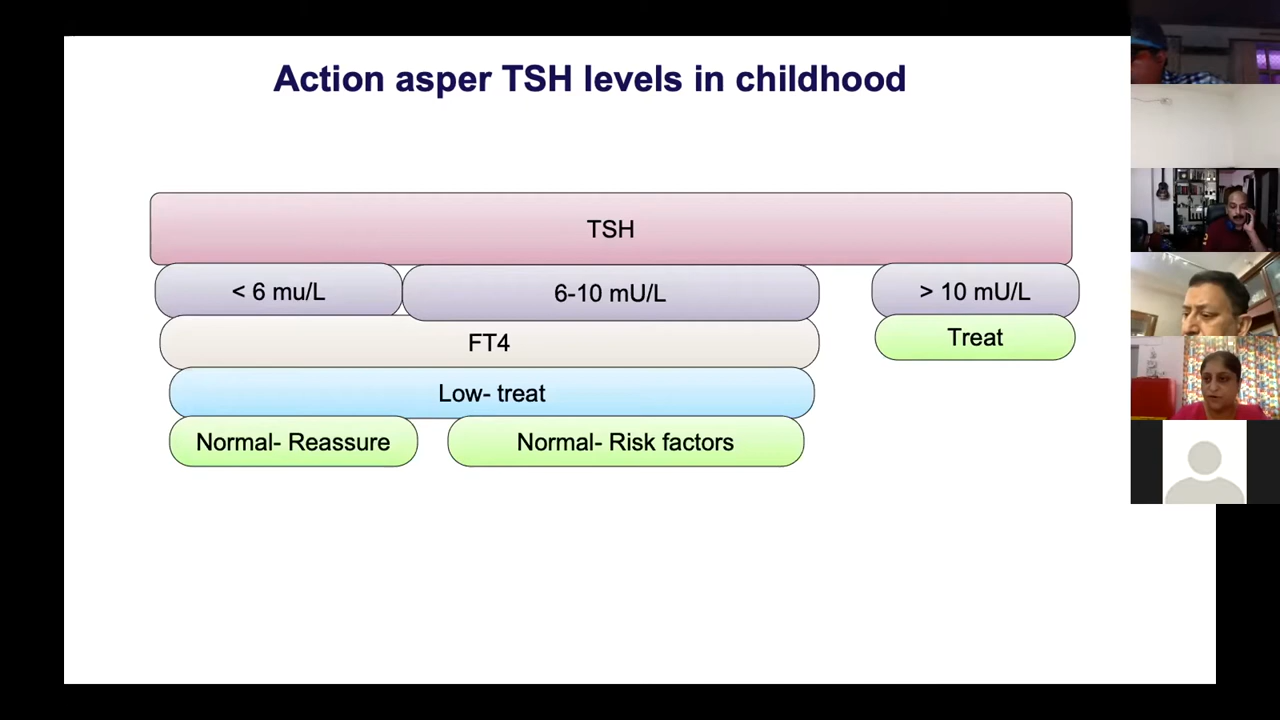 Action asper TSH levels in childhood
TSH
< 6 mu/L
6-10 mU/L
> 10 mU/L
FT4
Treat
Low- treat
Normal- Reassure
Normal- Risk factors